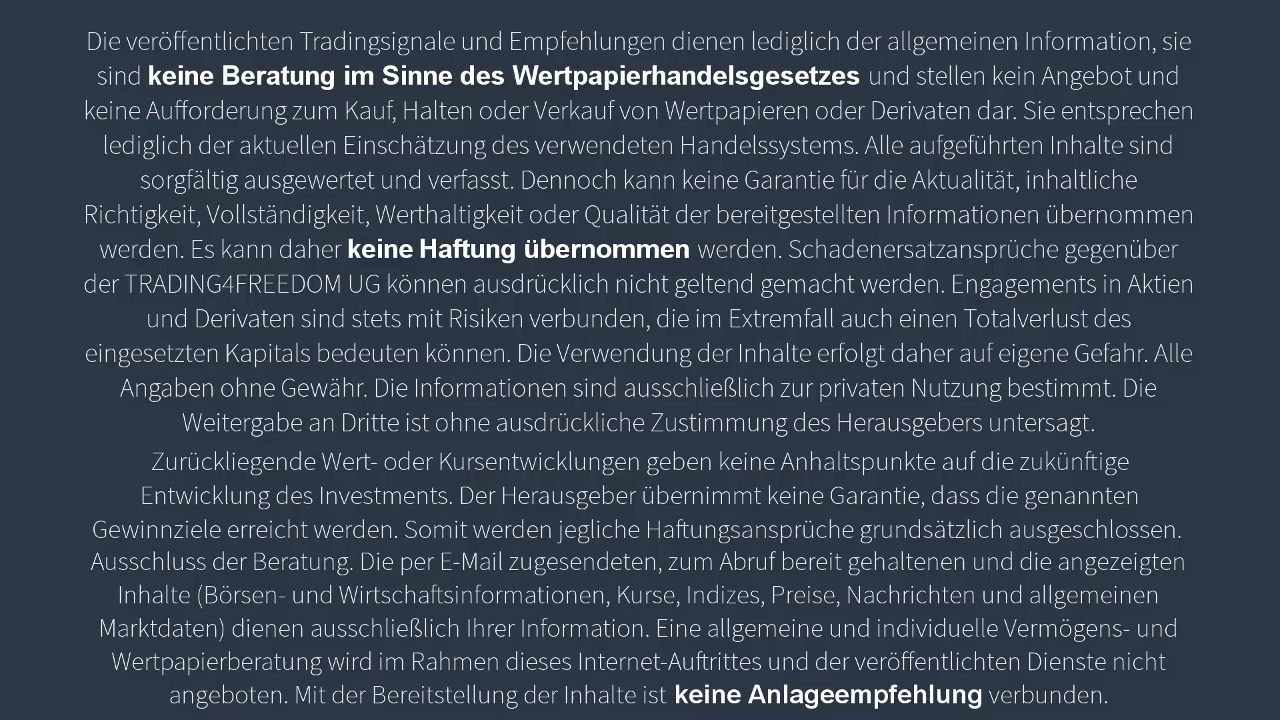 Die veröffentlichten Tradingsignale und Empfehlungen dienen lediglich der allgemeinen Information, sie
sind keine Beratung im Sinne des Wertpapierhandelsgesetzes und stellen kein Angebot und
keine Aufforderung zum Kauf, Halten oder Verkauf von Wertpapieren oder Derivaten dar. Sie entsprechen
lediglich der aktuellen Einschätzung des verwendeten Handelssystems. Alle aufgeführten Inhalte sind
sorgfältig ausgewertet und verfasst. Dennoch kann keine Garantie für die Aktualität, inhaltliche
Richtigkeit, Vollständigkeit, Werthaltigkeit oder Qualität der bereitgestellten Informationen übernommen
werden. Es kann daher keine Haftung übernommen werden. Schadenersatzansprüche gegenüber
der TRADING4FREEDOM UG können ausdrücklich nicht geltend gemacht werden. Engagements in Aktien
und Derivaten sind stets mit Risiken verbunden, die im Extremfall auch einen Totalverlust des
eingesetzten Kapitals bedeuten können. Die Verwendung der Inhalte erfolgt daher auf eigene Gefahr. Alle
Angaben ohne Gewähr. Die Informationen sind ausschließlich zur privaten Nutzung bestimmt. Die
Weitergabe an Dritte ist ohne ausdrückliche Zustimmung des Herausgebers untersagt.
Zurückliegende Wert- oder Kursentwicklungen geben keine Anhaltspunkte auf die zukünftige
Entwicklung des Investments. Der Herausgeber übernimmt keine Garantie, dass die genannten
Gewinnziele erreicht werden. Somit werden jegliche Haftungsansprüche grundsätzlich ausgeschlossen.
Ausschluss der Beratung. Die per E-Mail zugesendeten, zum Abruf bereit gehaltenen und die angezeigten
Inhalte (Börsen- und Wirtschaftsinformationen, Kurse, Indizes, Preise, Nachrichten und allgemeinen
Marktdaten) dienen ausschließlich Ihrer Information. Eine allgemeine und individuelle Vermögens- und
Wertpapierberatung wird im Rahmen dieses Internet-Auftrittes und der veröffentlichten Dienste nicht
angeboten. Mit der Bereitstellung der Inhalte ist keine Anlageempfehlung verbunden.